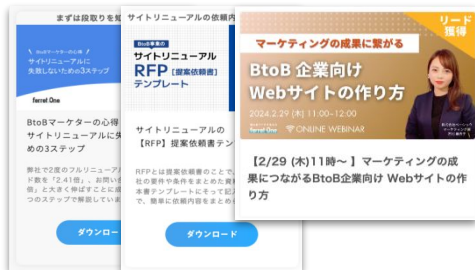 まずは段取りを知
BtoBマーケターの心得
サイトリニューアルに
失敗しないための3ステップ
ferret One
BtoBマーケターの心得
サイトリニューアルに失
めの3ステップ
弊社で2度のフルリニューア
ド数を「2.41倍」、お問い
倍」と大きく伸ばすことに成
つのステップで解説していま
ダウンロー
サイトリニューアルの依頼内
BtoB事業の
サイトリニューアル
RFP [提案依頼書]
テンプレート
サイトリニューアルの
【RFP】提案依頼書テン
RFPとは提案依頼書のことで、
社の要件や条件をまとめた資
本書テンプレートにそって記
で、簡単に依頼内容をまとめ
ダウンロード
リード
獲得
マーケティングの成果に繋がる
BtoB 企業向け
Webサイトの作り方
2024.2.29 (木) 11:00-12:00
ferret One
ONLINE WEBINAR
【2/29 (木)11時〜 】マーケティングの成
果につながるBtoB企業向け Webサイトの作
り方